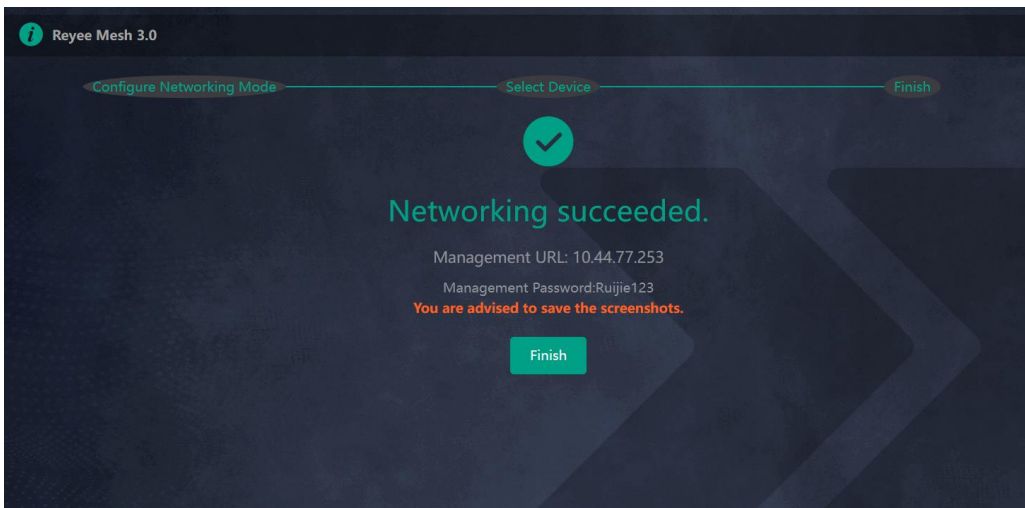 Reyee Mesh 3.0
Configure Networking Mode Select Device Finish
Networking succeeded.
Management URL: 10.44.77.253
Management Password:Ruijie123
You are advised to save the screenshots.
Finish